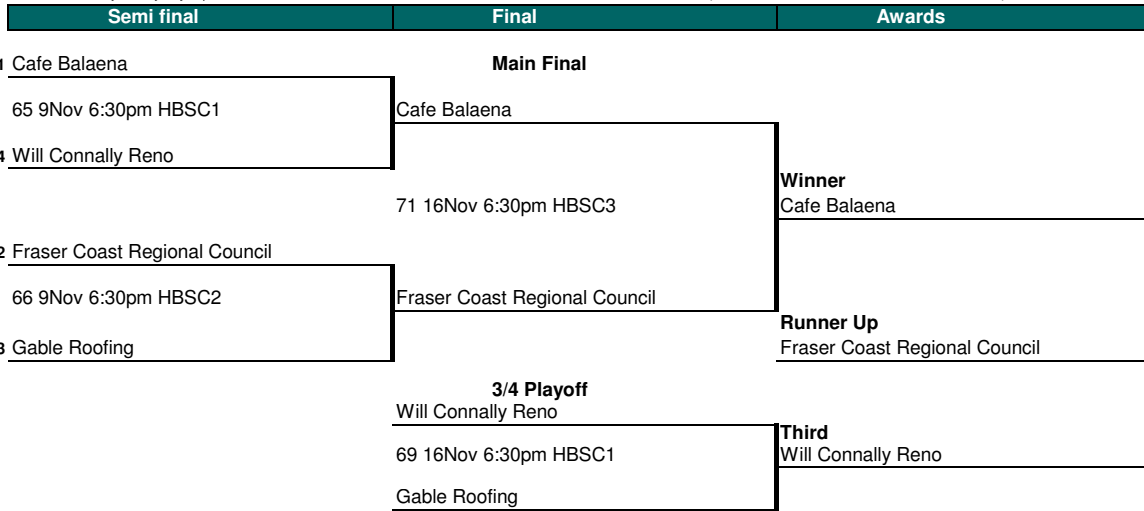 Semi final Final Awards
1 Cafe Balaena Main Final
65 9Nov 6:30pm HBSC1 Cafe Balaena
4 Will Connally Reno
Winner
71 16Nov 6:30pm HBSC3 Cafe Balaena
2 Fraser Coast Regional Council
66 9Nov 6:30pm HBSC2 Fraser Coast Regional Council
Runner Up
3 Gable Roofing Fraser Coast Regional Council
3/4 Playoff
Will Connally Reno
Third
69 16Nov 6:30pm HBSC1 Will Connally Reno
Gable Roofing